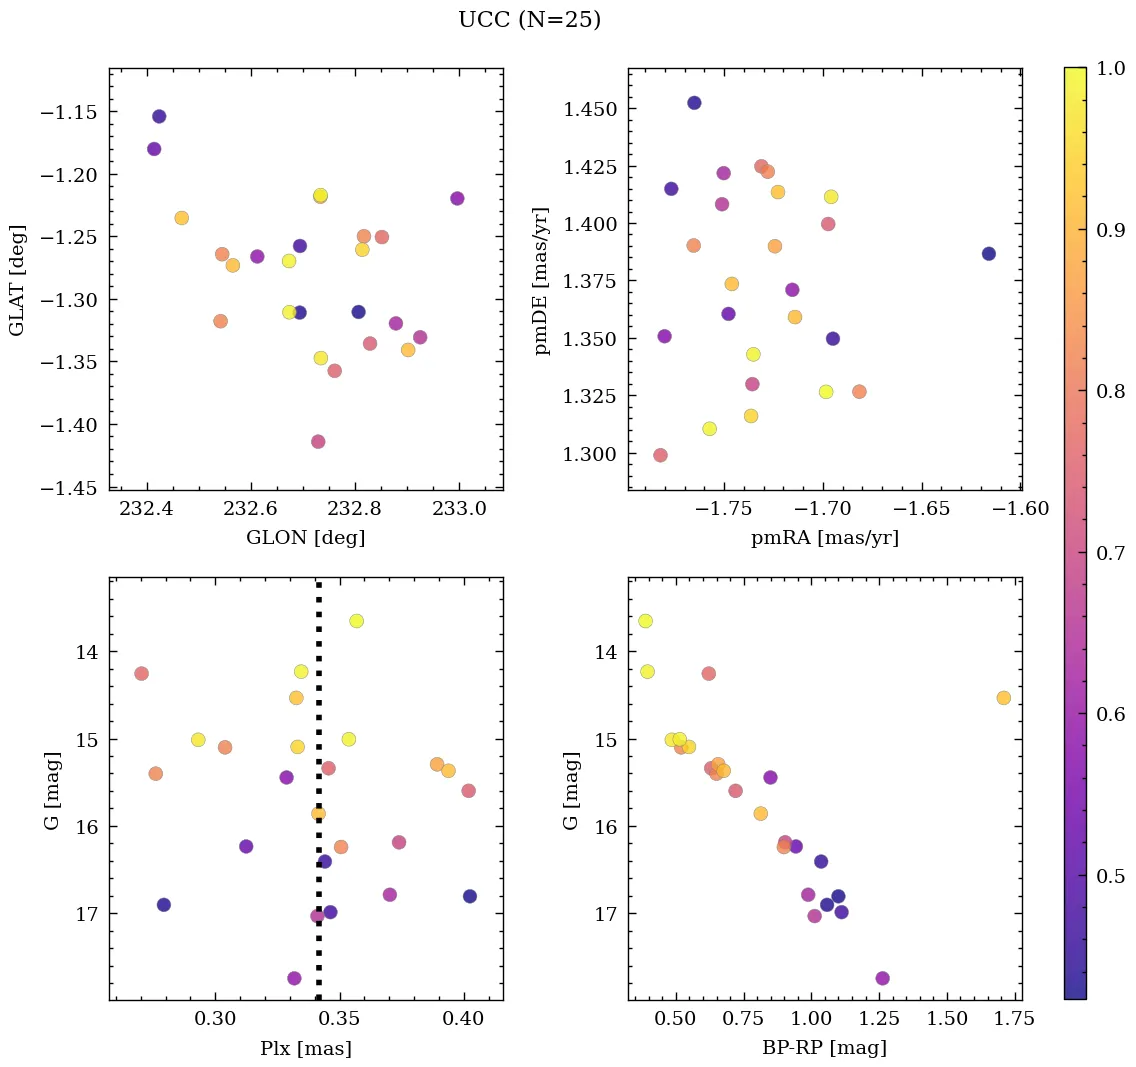 UCC (N=25)
−1.15
−1.20
−1.25
−1.30
−1.35
−1.40
−1.45
GLAT [deg]
232.4 232.6 232.8 233.0
GLON [deg]
1.450
1.425
1.400
1.375
1.350
1.325
1.300
pmDE [mas/yr]
−1.75 −1.70 −1.65 −1.60
pmRA [mas/yr]
14
15
16
17
G [mag]
0.30 0.35 0.40
Plx [mas]
14
15
16
17
G [mag]
0.50 0.75 1.00 1.25 1.50 1.75
BP-RP [mag]
1.0
0.9
0.8
0.7
0.6
0.5